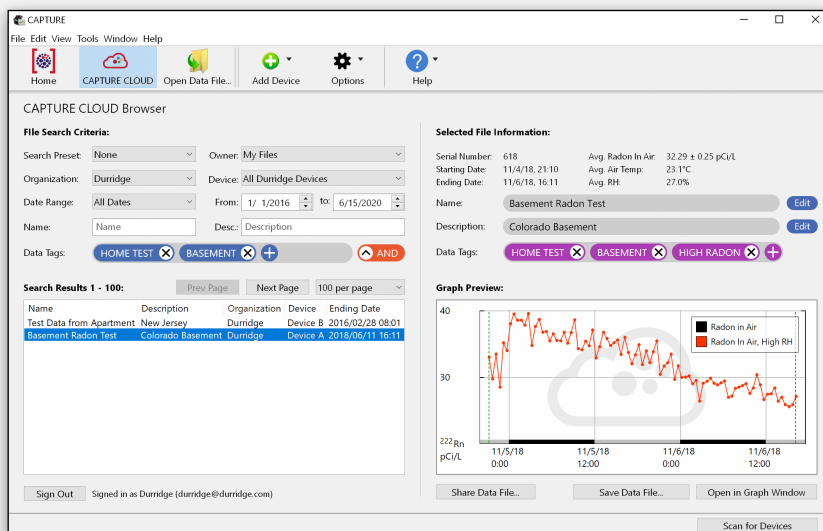 CAPTURE
File Edit View Tools Window Help
Home CAPTURE CLOUD Open Data File... Add Device Options Help
CAPTURE CLOUD Browser
File Search Criteria:
Search Preset: None Owner: My Files
Organization: Durridge Device: All Durridge Devices
Date Range: All Dates From: 1/ 1/2016 to: 6/15/2020
Name: Name Desc.: Description
Data Tags: HOME TEST BASEMENT AND
Search Results 1 - 100: Prev Page Next Page 100 per page
Name Description Organization Device Ending Date
Test Data from Apartment New Jersey Durridge Device B 2016/02/28 08:01
Basement Radon Test Colorado Basement Durridge Device A 2018/06/11 16:11
Sign Out Signed in as Durridge (durridge@durridge.com)
Selected File Information:
Serial Number: 618 Avg. Radon In Air: 32.29 ± 0.25 pCi/L
Starting Date: 11/4/18, 21:10 Avg. Air Temp: 23.1°C
Ending Date: 11/6/18, 16:11 Avg. RH: 27.0%
Name: Basement Radon Test Edit
Description: Colorado Basement Edit
Data Tags: HOME TEST BASEMENT HIGH RADON
Graph Preview:
40
Radon in Air
Radon In Air, High RH
30
222Rn
pCi/L
11/5/18 11/5/18 11/6/18 11/6/18
0:00 12:00 0:00 12:00
Share Data File... Save Data File... Open in Graph Window
Scan for Devices